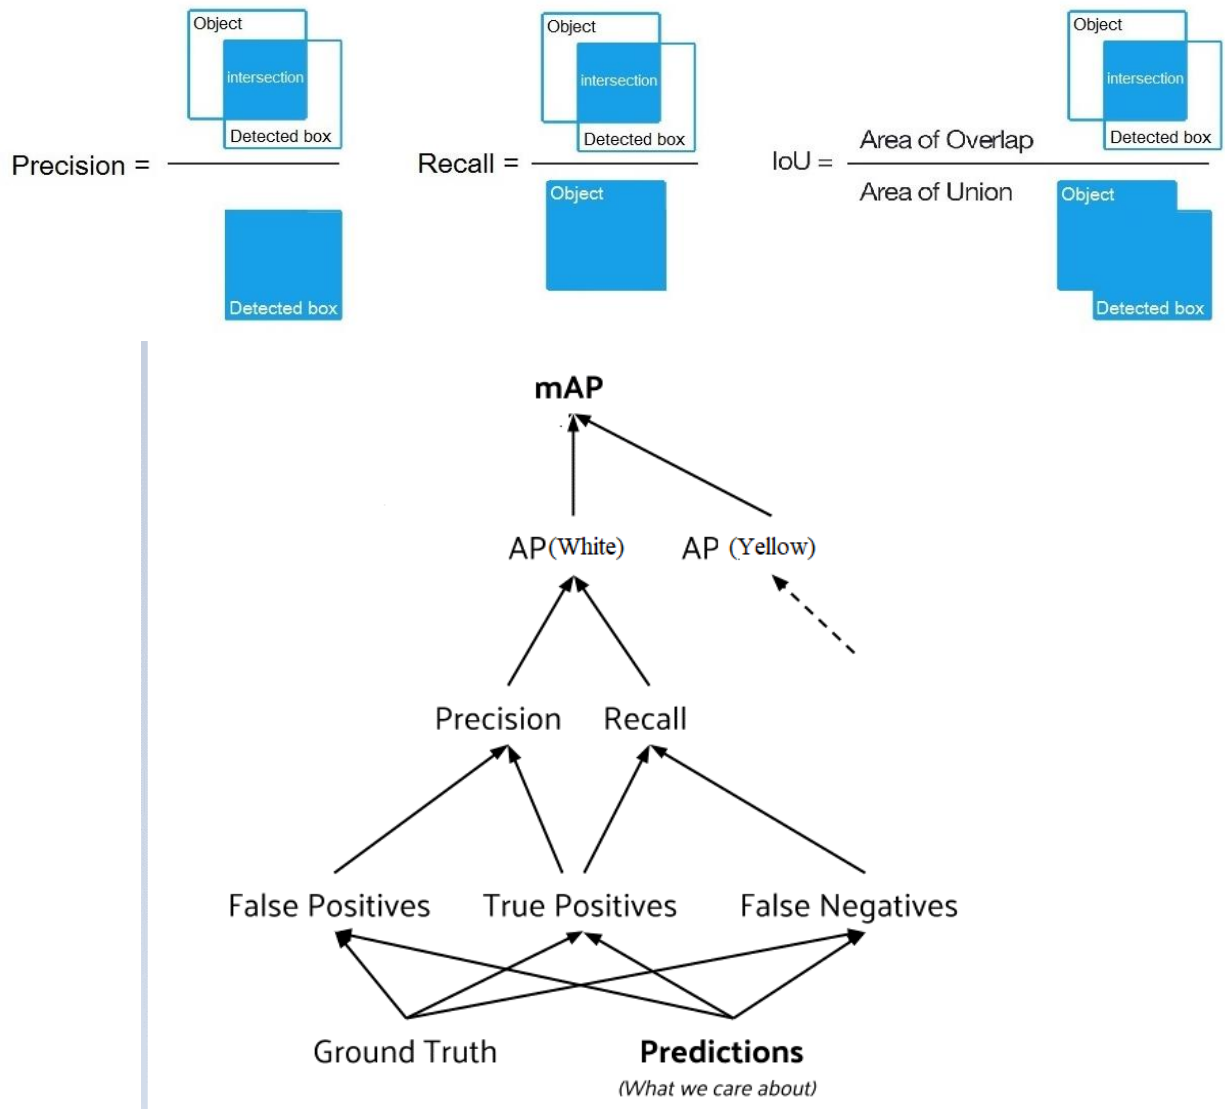 Object
intersection
Detected box
Precision =
Detected box
Object
intersection
Detected box
Recall =
Object
Object
intersection
Detected box
IoU =
Area of Overlap
Area of Union
Object
Detected box
mAP
AP(White)
AP (Yellow)
Precision
Recall
False Positives
True Positives
False Negatives
Ground Truth
Predictions
(What we care about)